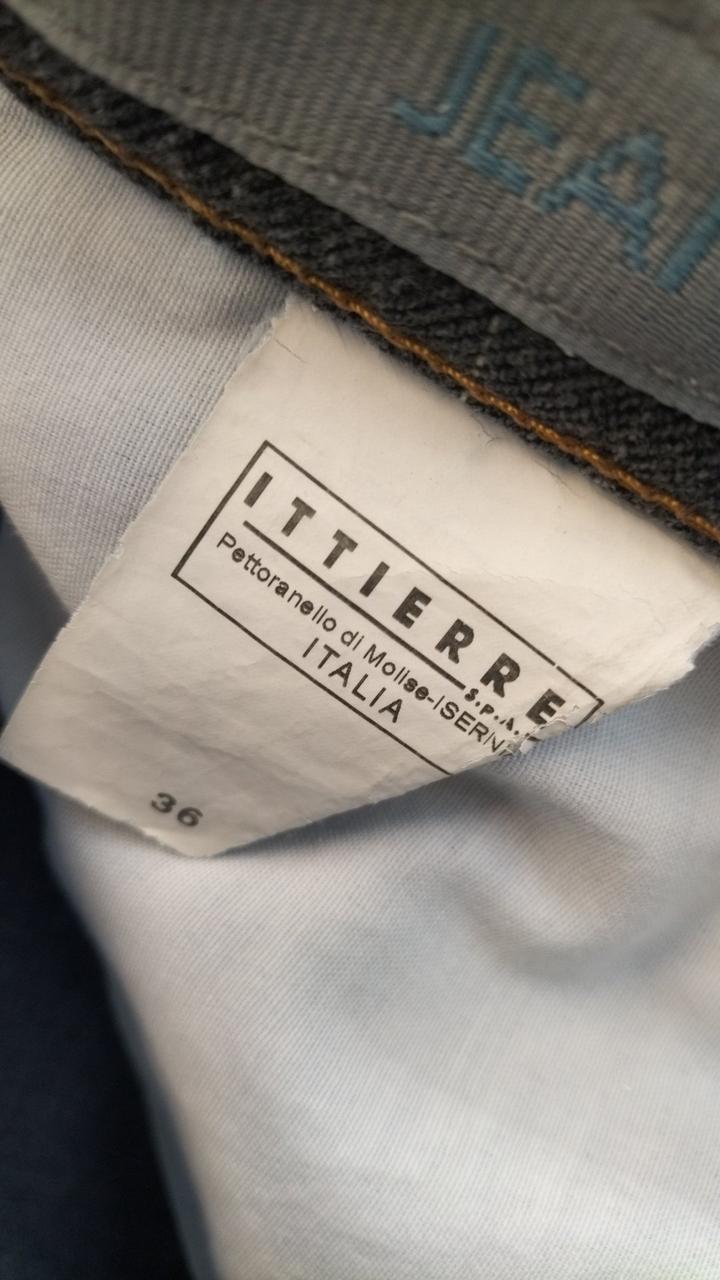 JEA
ITTIERRE
S.P.A.
Pettoranello di Molise-ISERN
ITALIA
36